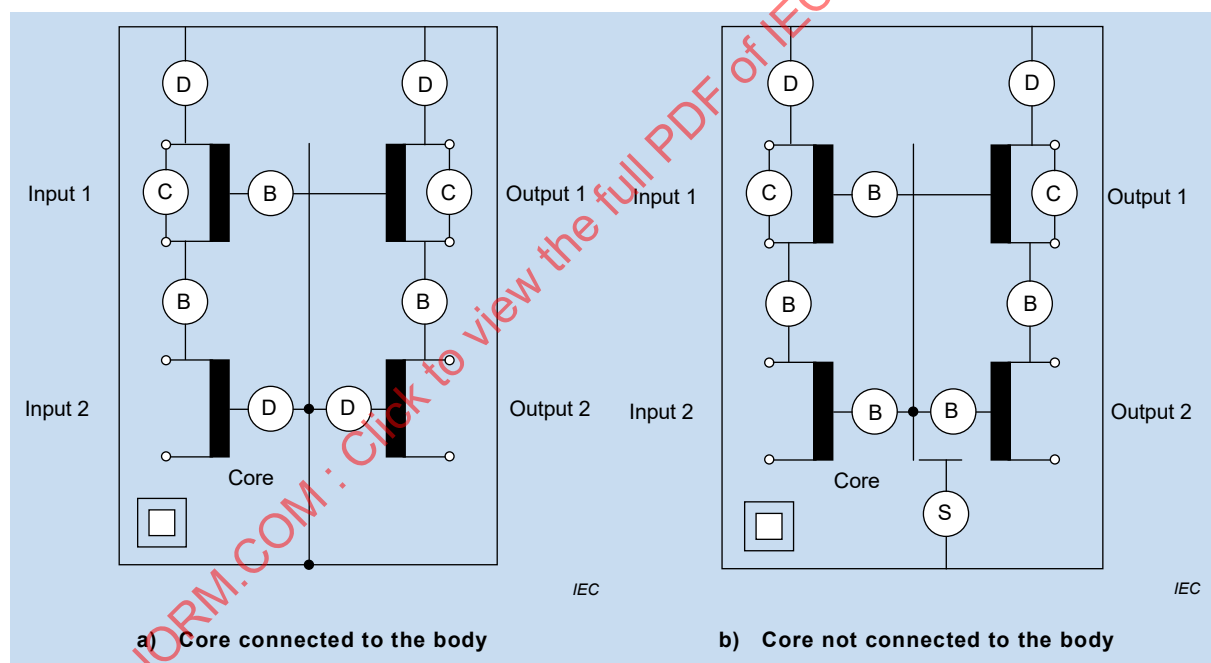 D
D
C
B
C
B
B
D
D
Input 1
Output 1
Input 2
Output 2
Core
IEC
a) Core connected to the body
D
D
C
B
C
B
B
B
B
S
Input 1
Output 1
Input 2
Output 2
Core
IEC
b) Core not connected to the body
IORM.COM : Click to view the full PDF of IEC